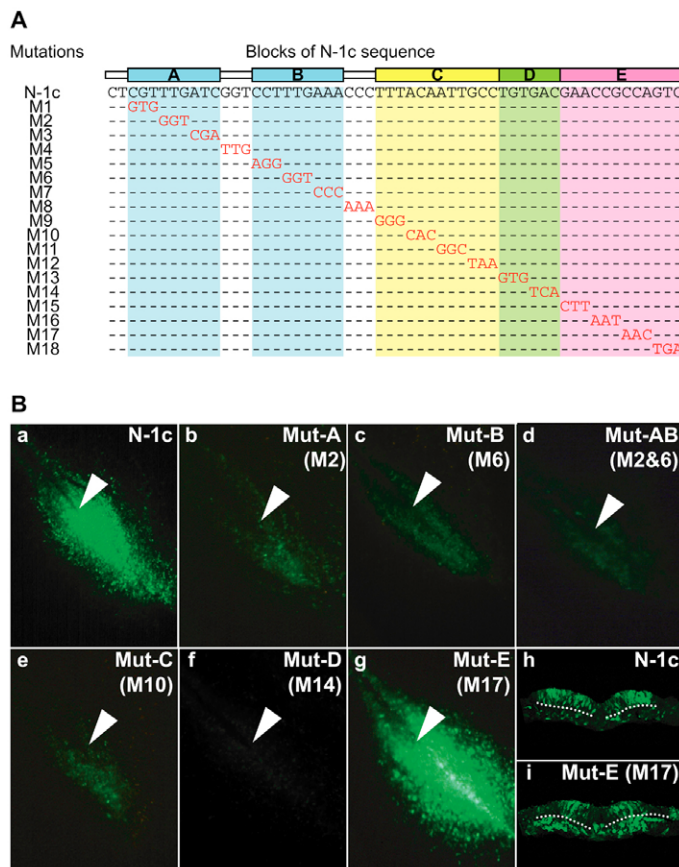 A
Mutations Blocks of N-1c sequence
A B C D E
N-1c CTCGTTTGATCGGTCCTTTGAAACCCTTTACAATTGCCTGTGACGAACCGCCAGTC
M1 --GTG---------------------------------------------------
M2 -----GGT------------------------------------------------
M3 --------CGA---------------------------------------------
M4 -----------TTG------------------------------------------
M5 --------------AGG---------------------------------------
M6 -----------------GGT------------------------------------
M7 --------------------CCC---------------------------------
M8 -----------------------AAA------------------------------
M9 --------------------------GGG---------------------------
M10 -----------------------------CAC------------------------
M11 --------------------------------GGC---------------------
M12 -----------------------------------TAA------------------
M13 --------------------------------------GTG---------------
M14 -----------------------------------------TCA------------
M15 --------------------------------------------CTT---------
M16 -----------------------------------------------AAT------
M17 --------------------------------------------------AAC---
M18 -----------------------------------------------------TGA
B
a N-1c
b Mut-A
(M2)
c Mut-B
(M6)
d Mut-AB
(M2&6)
e Mut-C
(M10)
f Mut-D
(M14)
g Mut-E
(M17)
h N-1c
i Mut-E (M17)